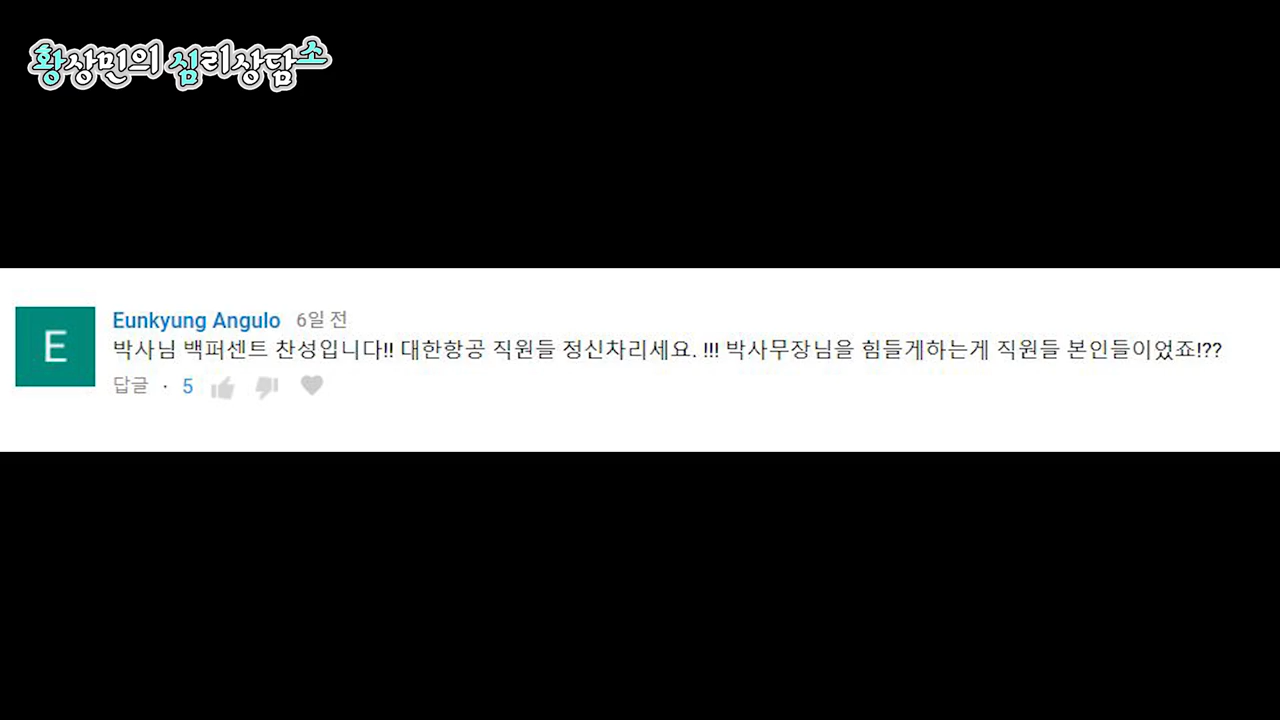 황상민의 심리상담소
E
Eunkyung Angulo 6일 전
박사님 백퍼센트 찬성입니다!! 대한항공 직원들 정신차리세요. !!! 박사무장님을 힘들게하는게 직원들 본인들이었죠!??
답글 · 5